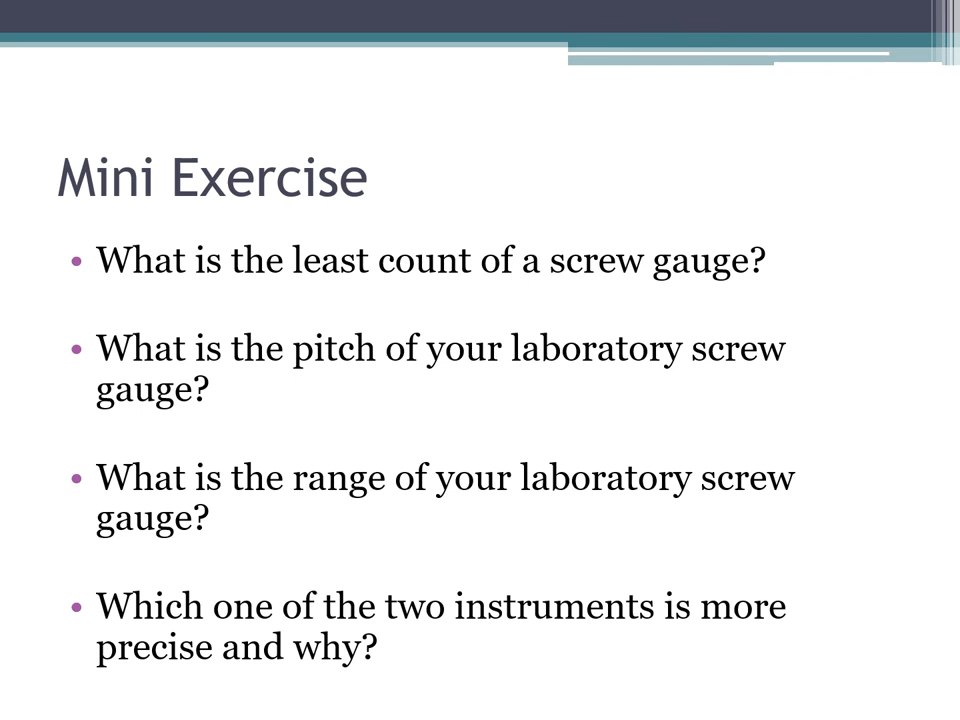 Mini Exercise
• What is the least count of a screw gauge?
• What is the pitch of your laboratory screw
gauge?
• What is the range of your laboratory screw
gauge?
• Which one of the two instruments is more
precise and why?